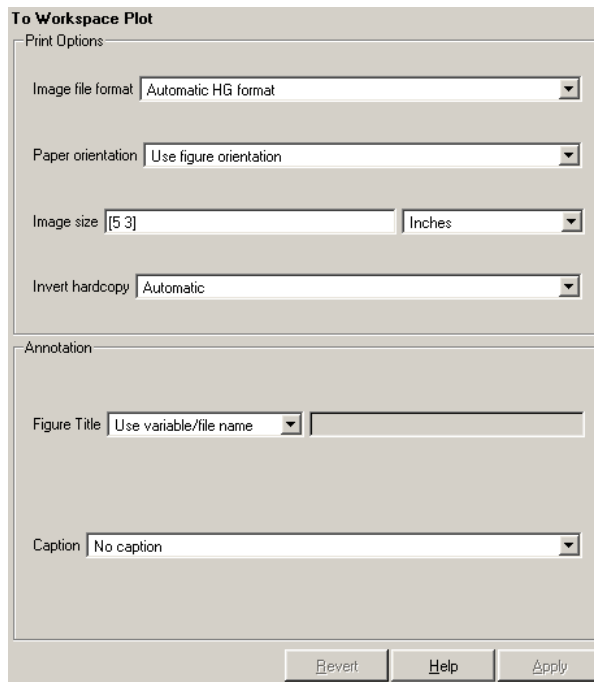 To Workspace Plot
Print Options
Image file format Automatic HG format
Paper orientation Use figure orientation
Image size [5 3] Inches
Invert hardcopy Automatic
Annotation
Figure Title Use variable/file name
Caption No caption
Revert Help Apply